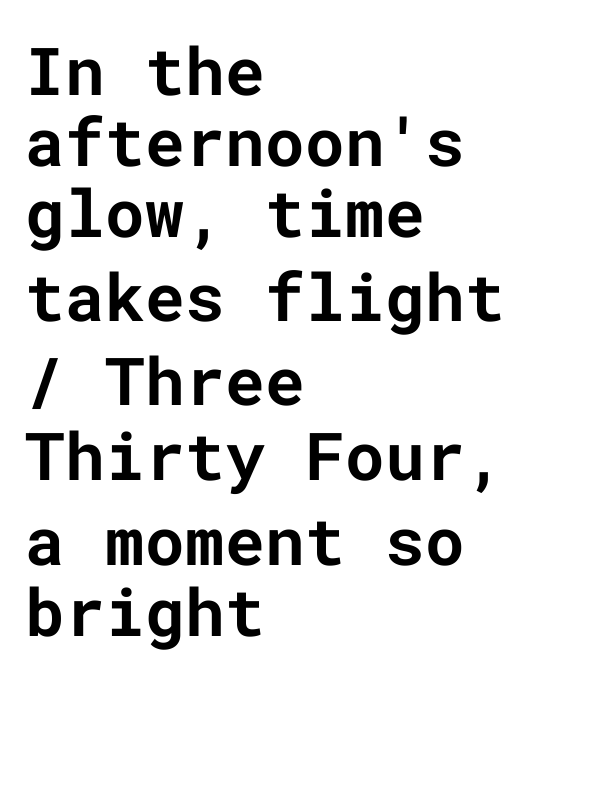 In the
afternoon's
glow, time
takes flight
/ Three
Thirty Four,
a moment so
bright